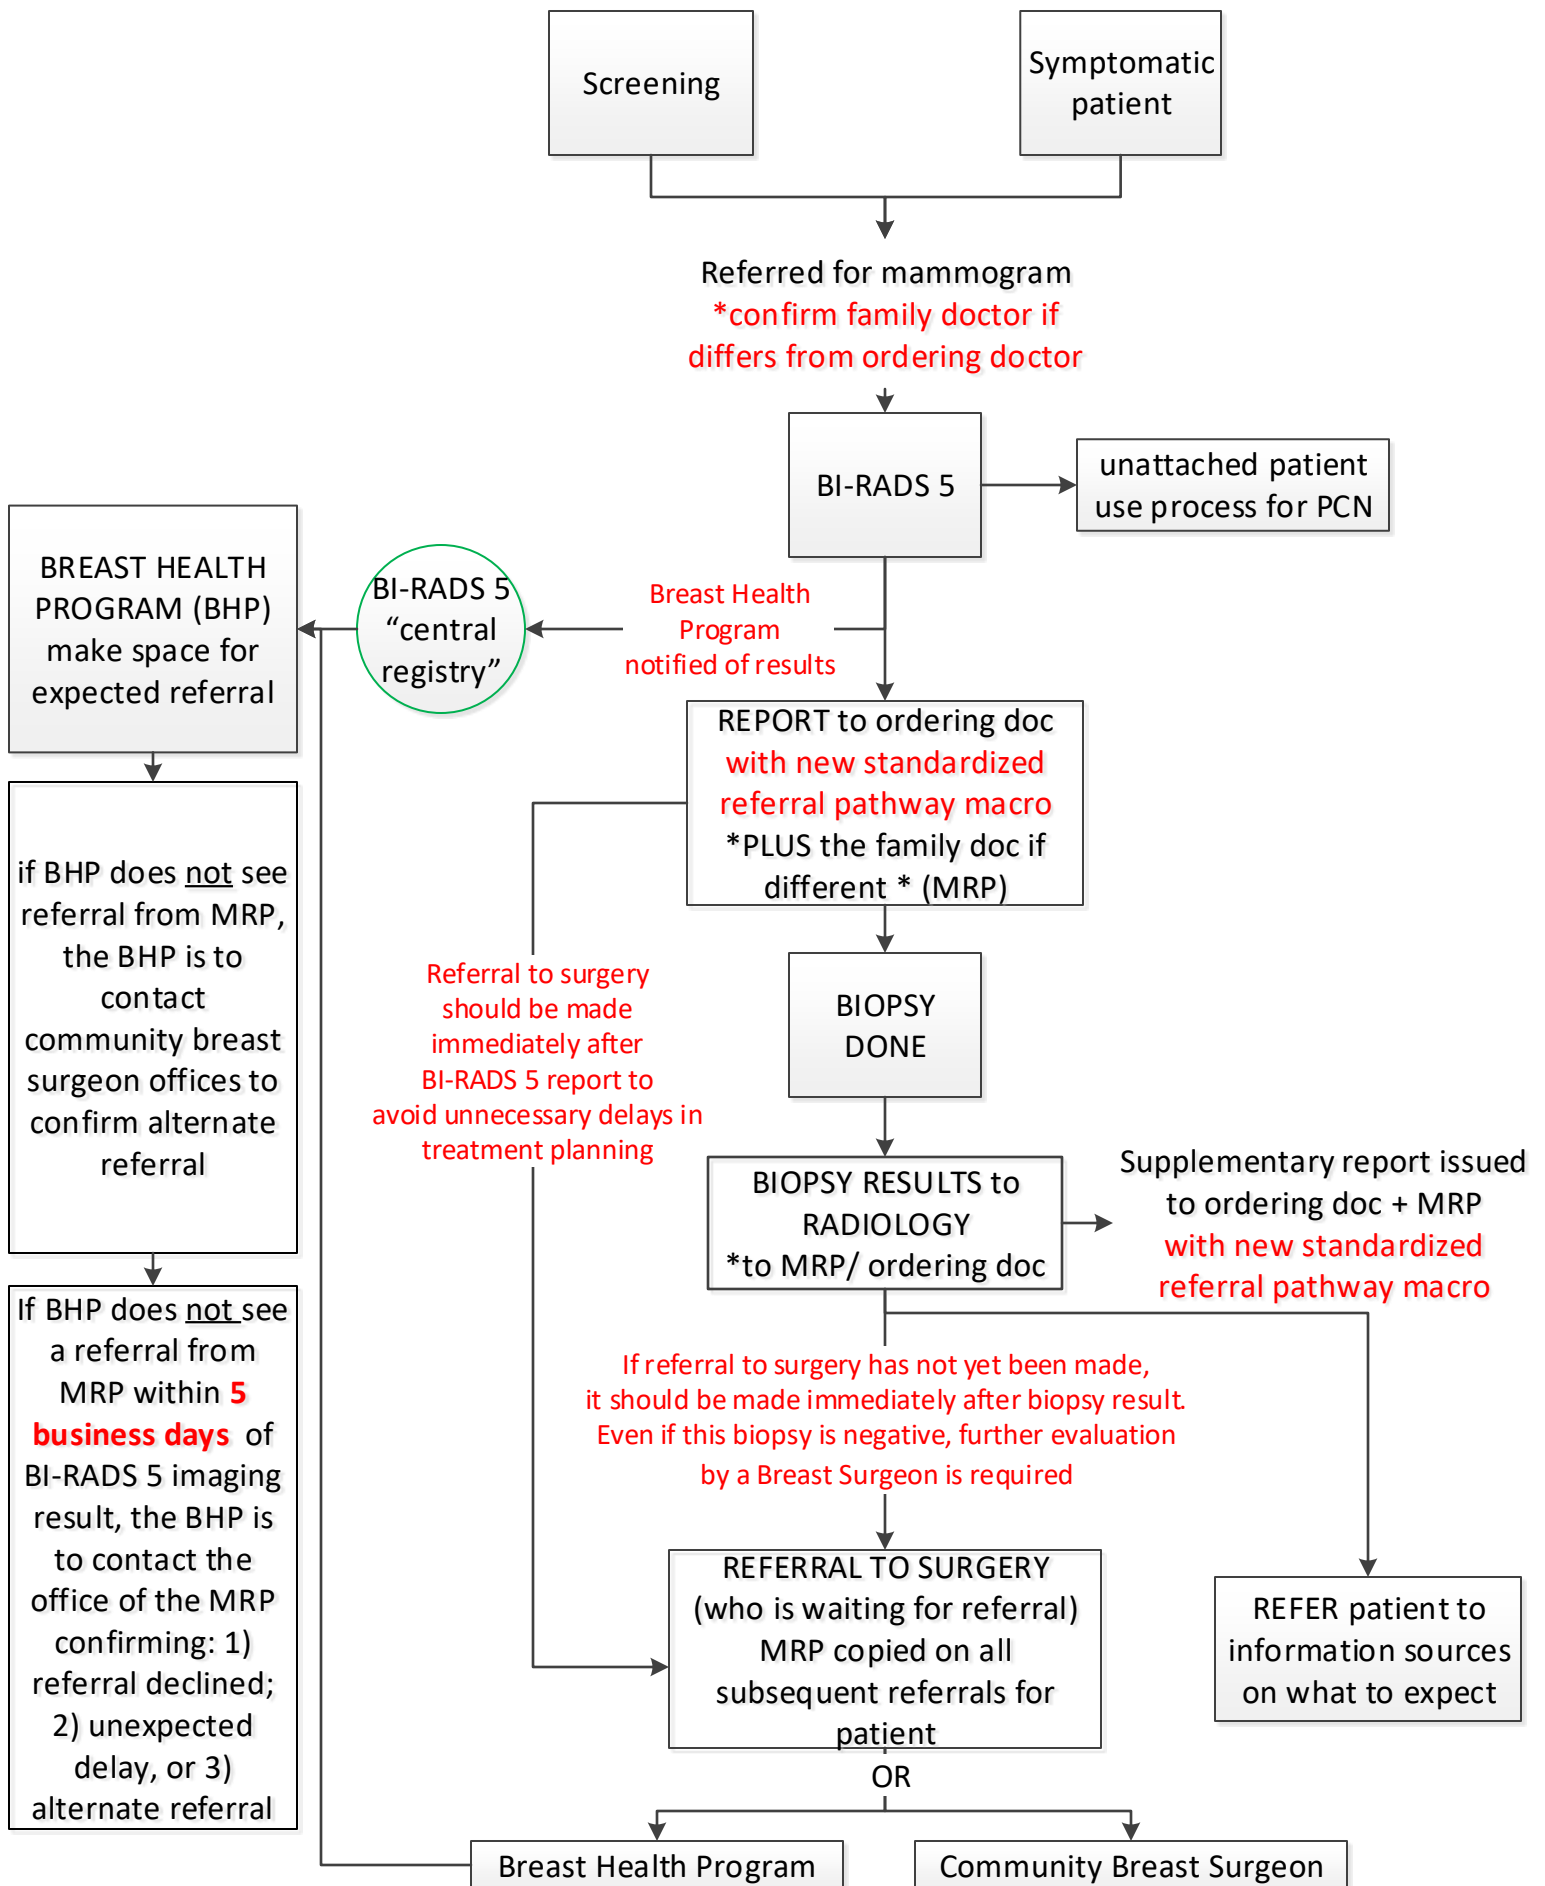 Screening
Symptomatic
patient
Referred for mammogram
*confirm family doctor if
differs from ordering doctor
BI-RADS 5
unattached patient
use process for PCN
BREAST HEALTH
PROGRAM (BHP)
make space for
expected referral
BI-RADS 5
“central
registry”
Breast Health
Program
notified of results
REPORT to ordering doc
with new standardized
referral pathway macro
*PLUS the family doc if
different * (MRP)
if BHP does not see
referral from MRP,
the BHP is to
contact
community breast
surgeon offices to
confirm alternate
referral
Referral to surgery
should be made
immediately after
BI-RADS 5 report to
avoid unnecessary delays in
treatment planning
BIOPSY
DONE
BIOPSY RESULTS to
RADIOLOGY
*to MRP/ ordering doc
Supplementary report issued
to ordering doc + MRP
with new standardized
referral pathway macro
If BHP does not see
a referral from
MRP within 5
business days of
BI-RADS 5 imaging
result, the BHP is
to contact the
office of the MRP
confirming: 1)
referral declined;
2) unexpected
delay, or 3)
alternate referral
If referral to surgery has not yet been made,
it should be made immediately after biopsy result.
Even if this biopsy is negative, further evaluation
by a Breast Surgeon is required
REFERRAL TO SURGERY
(who is waiting for referral)
MRP copied on all
subsequent referrals for
patient
REFER patient to
information sources
on what to expect
OR
Breast Health Program
Community Breast Surgeon